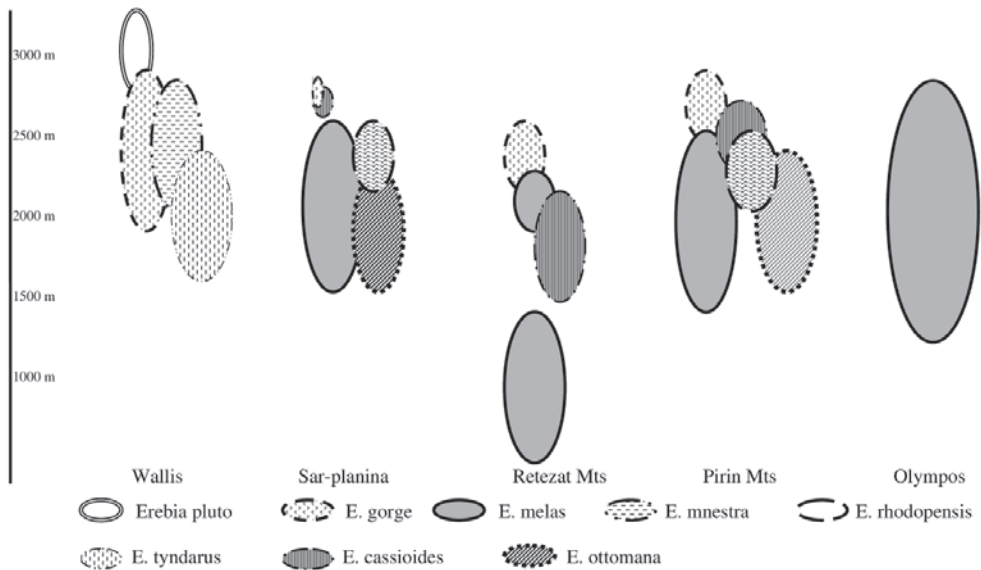 3000 m
2500 m
2000 m
1500 m
1000 m
Wallis Sar-planina Retezat Mts Pirin Mts Olympos
Erebia pluto E. gorge E. melas E. mnestra E. rhodopensis
E. tyndarus E. cassioides E. ottomana